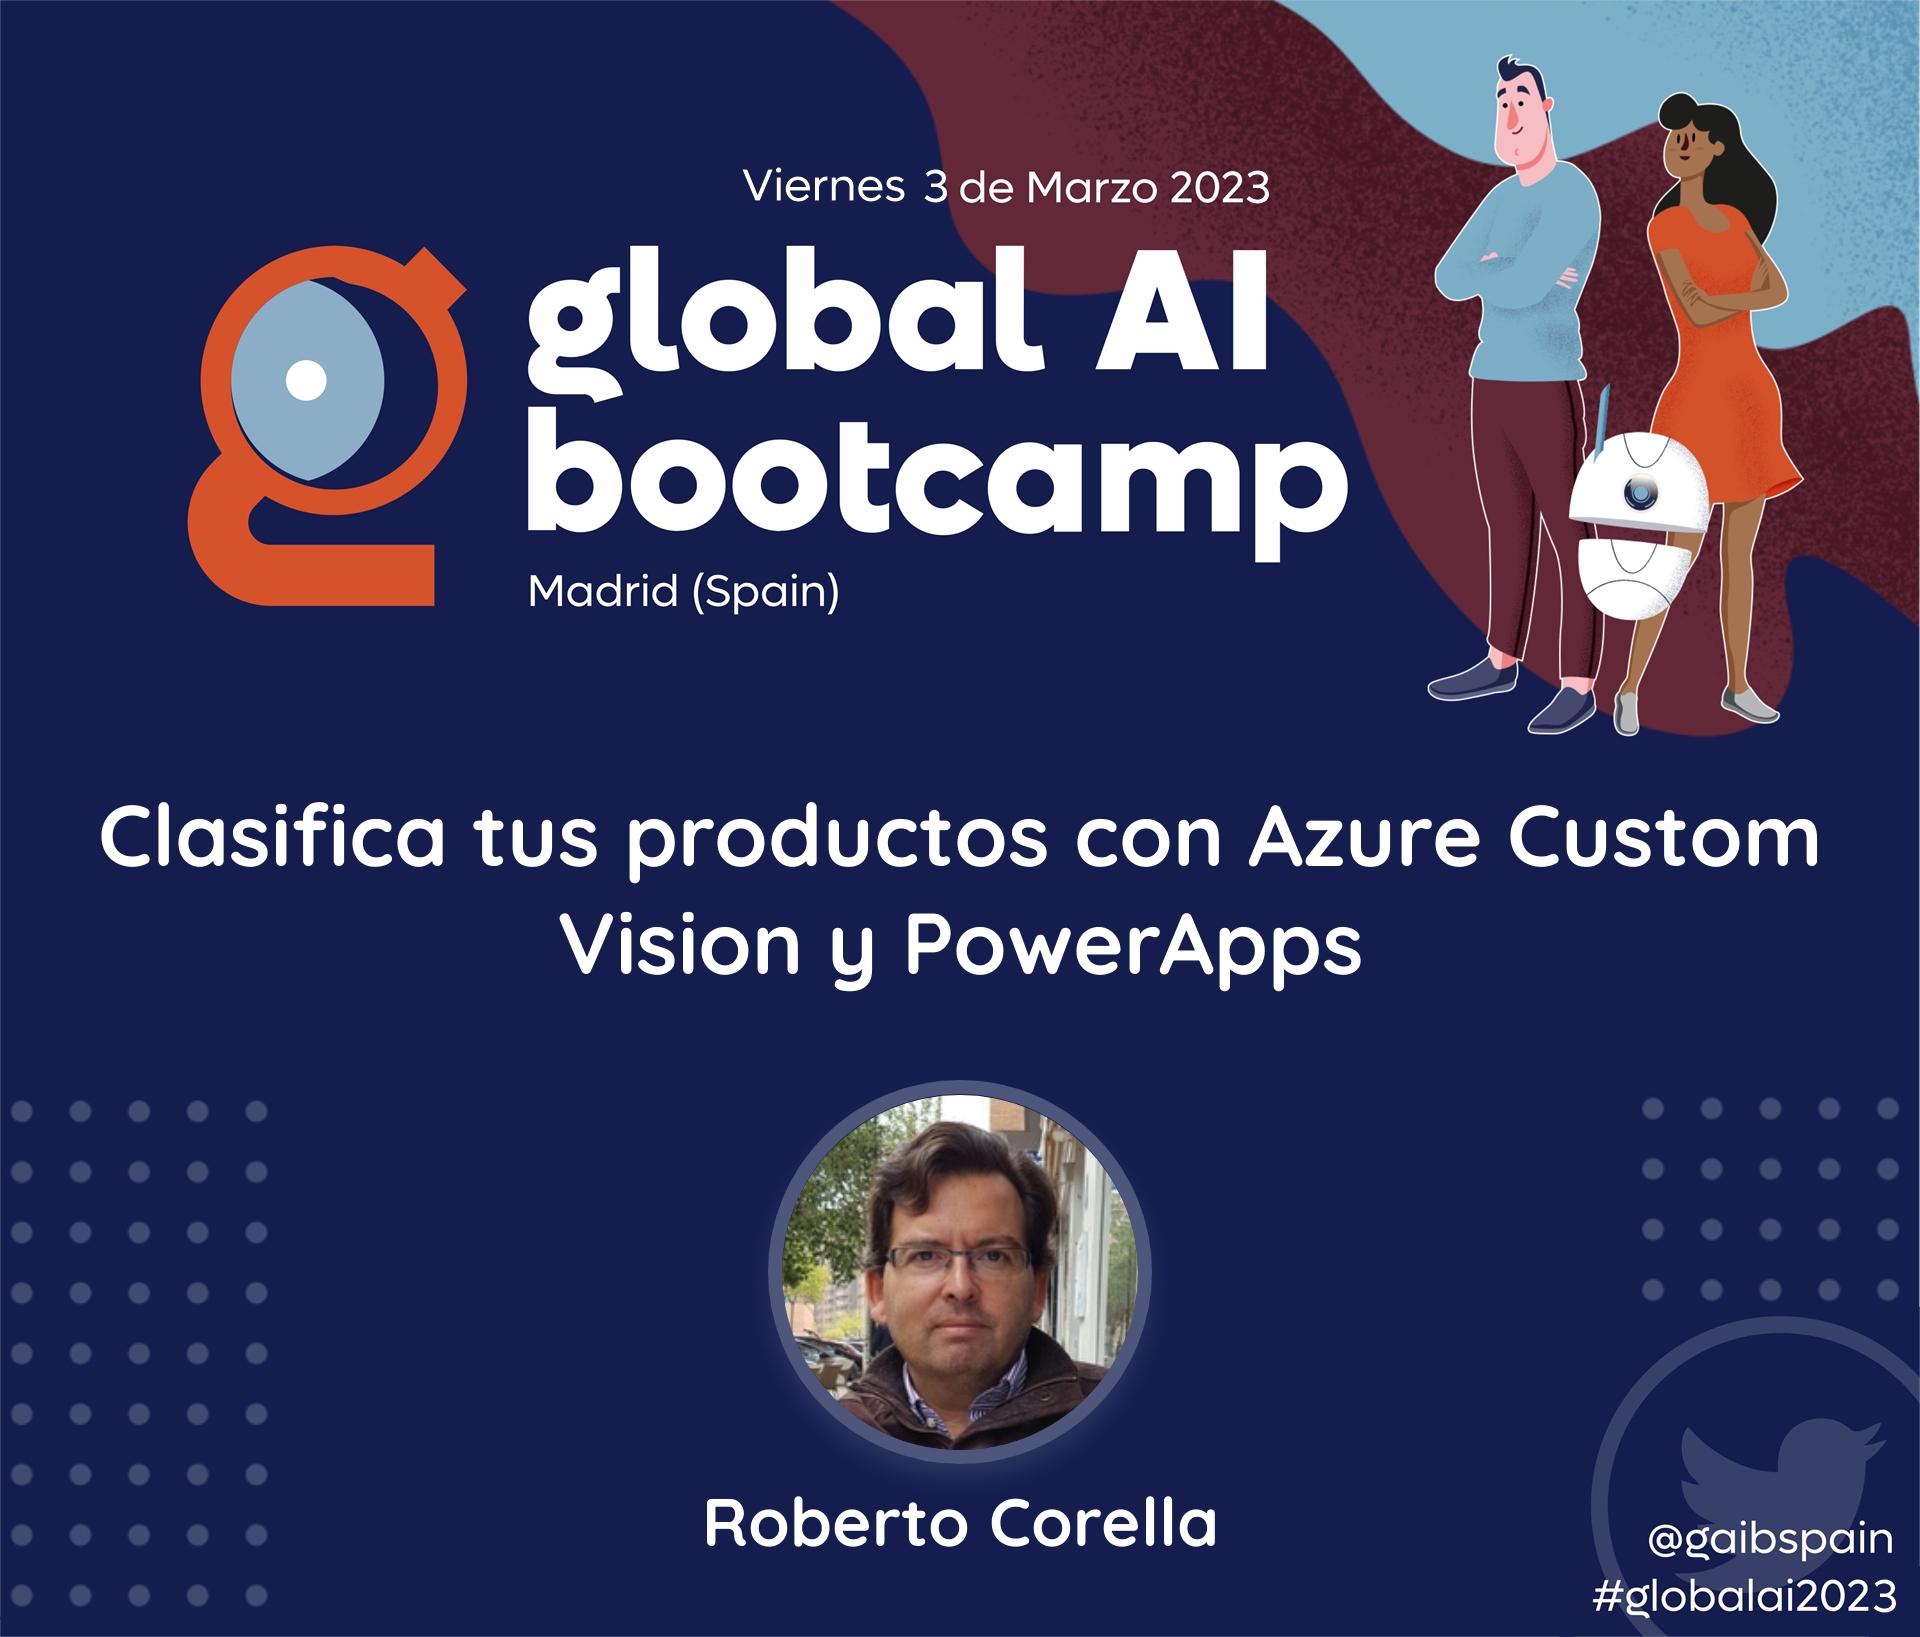 Viernes 3 de Marzo 2023
global AI
bootcamp
Madrid (Spain)
Clasifica tus productos con Azure Custom
Vision y PowerApps
Roberto Corella
@gaibspain
#globalai2023